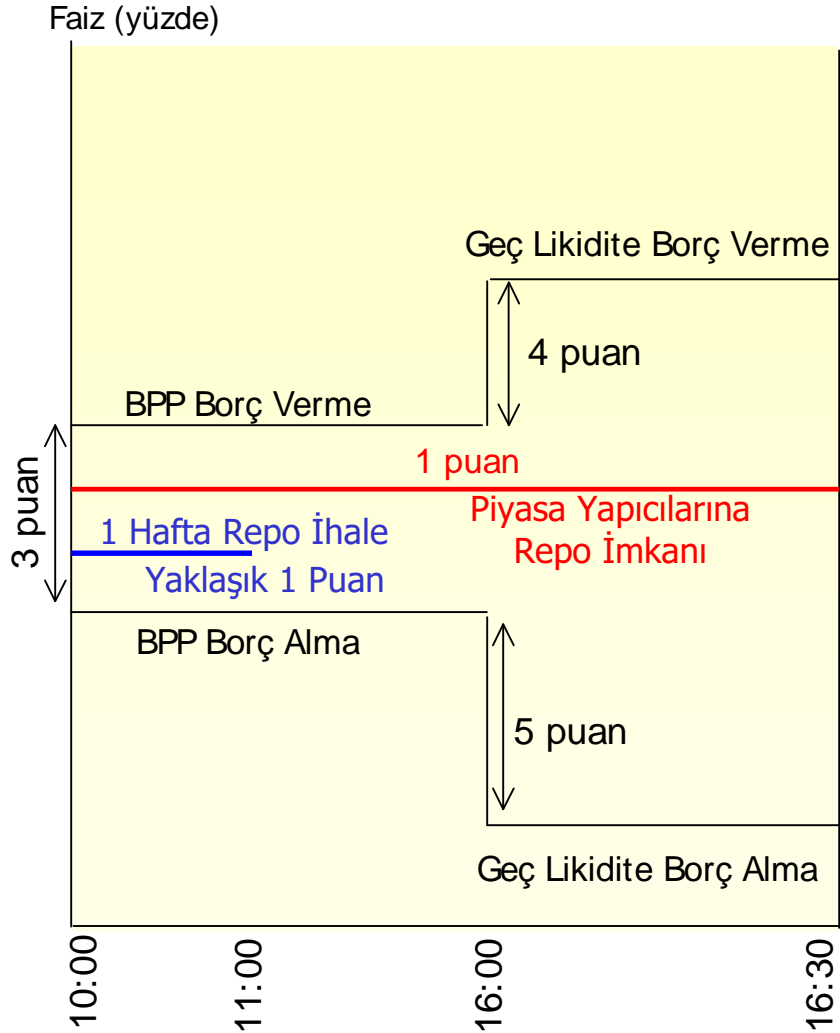 Faiz (yüzde)
Geç Likidite Borç Verme
4 puan
BPP Borç Verme
3 puan
1 puan
Piyasa Yapıcılarına
Repo İmkanı
1 Hafta Repo İhale
Yaklaşık 1 Puan
BPP Borç Alma
5 puan
Geç Likidite Borç Alma
10:00
11:00
16:00
16:30